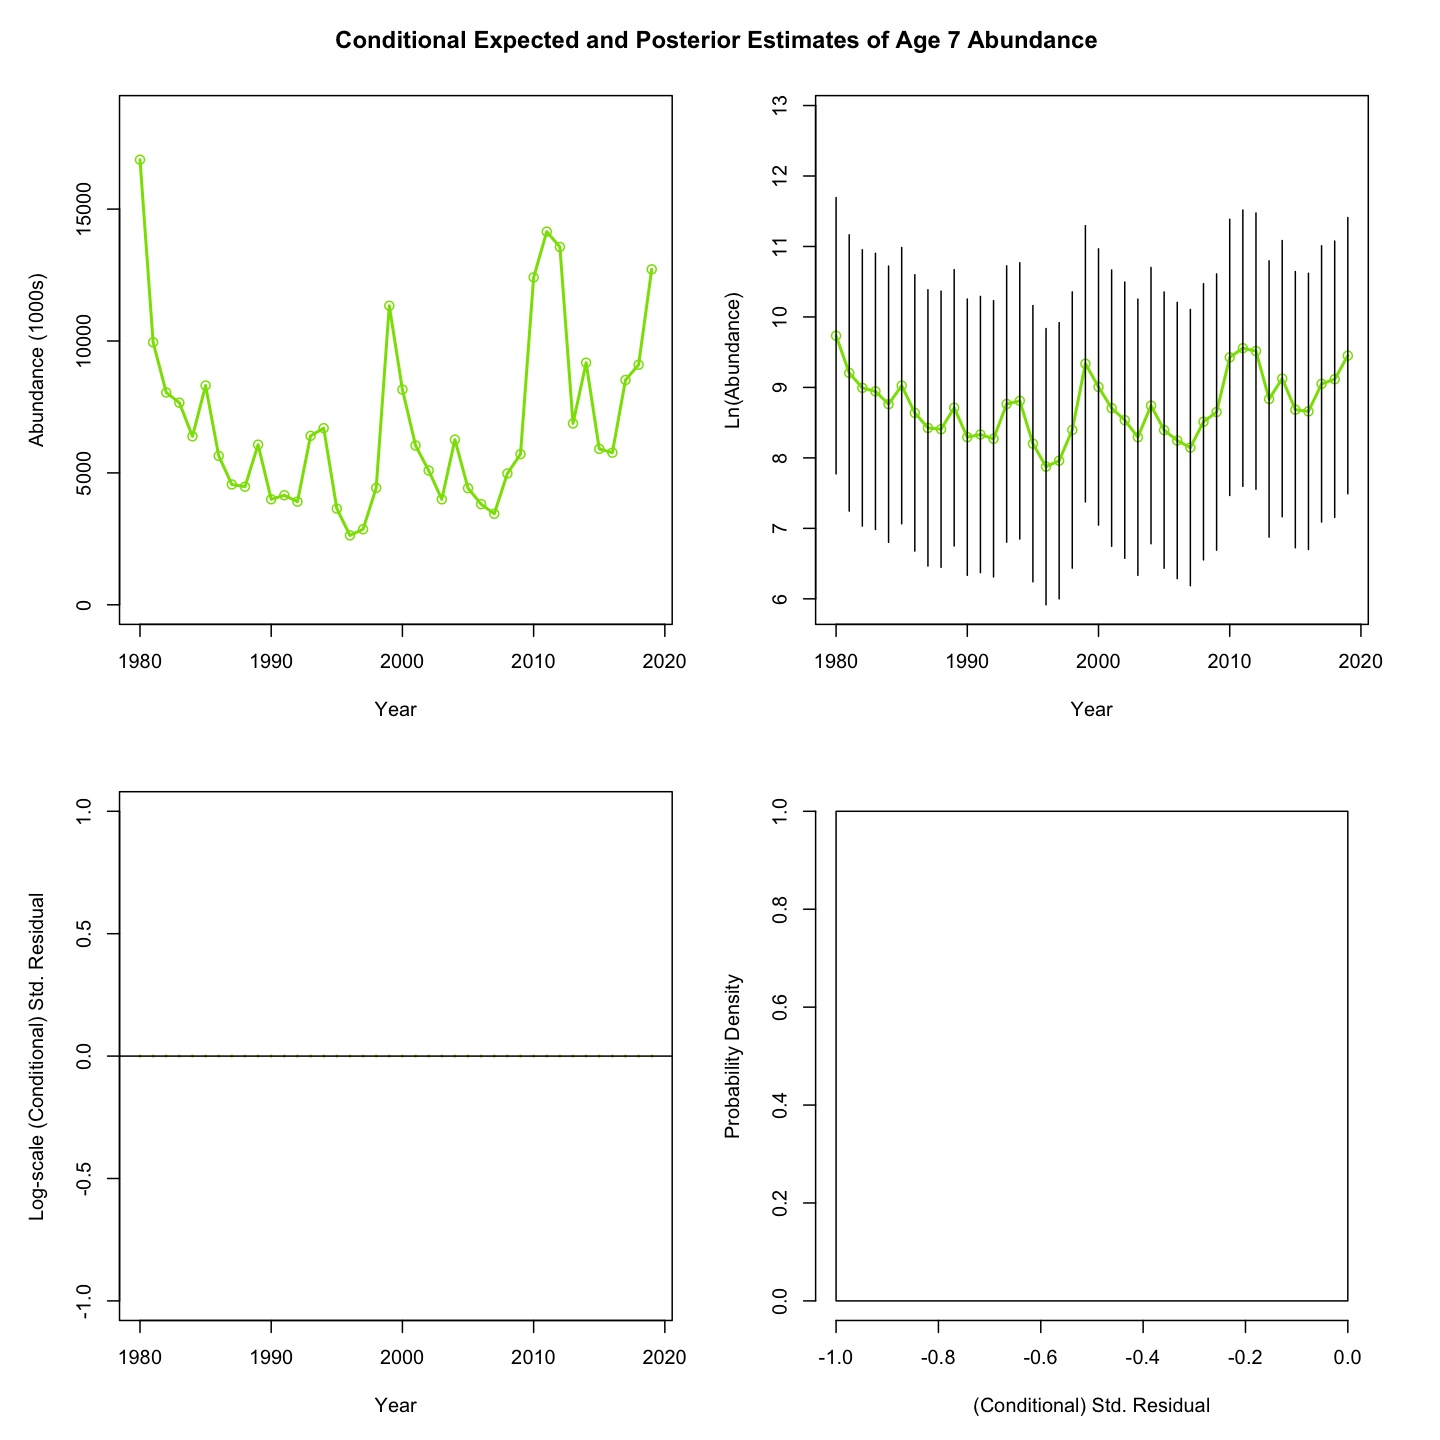 Conditional Expected and Posterior Estimates of Age 7 Abundance
Abundance (1000s)
15000
10000
5000
0
1980 1990 2000 2010 2020
Year
Ln(Abundance)
13
12
11
10
9
8
7
6
1980 1990 2000 2010 2020
Year
Log-scale (Conditional) Std. Residual
1.0
0.5
0.0
-0.5
-1.0
1980 1990 2000 2010 2020
Year
Probability Density
1.0
0.8
0.6
0.4
0.2
0.0
-1.0 -0.8 -0.6 -0.4 -0.2 0.0
(Conditional) Std. Residual